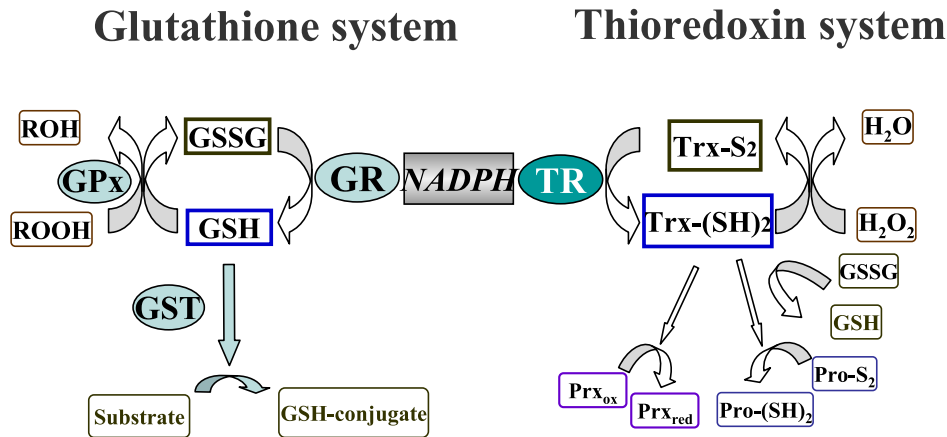 Glutathione system
Thioredoxin system
ROH
GSSG
GPx
GR
NADPH
TR
Trx-S2
H₂O
ROOH
GSH
Trx-(SH)2
H₂O₂
GST
GSSG
GSH
Substrate
GSH-conjugate
Prxox
Prxred
Pro-S₂
Pro-(SH)₂